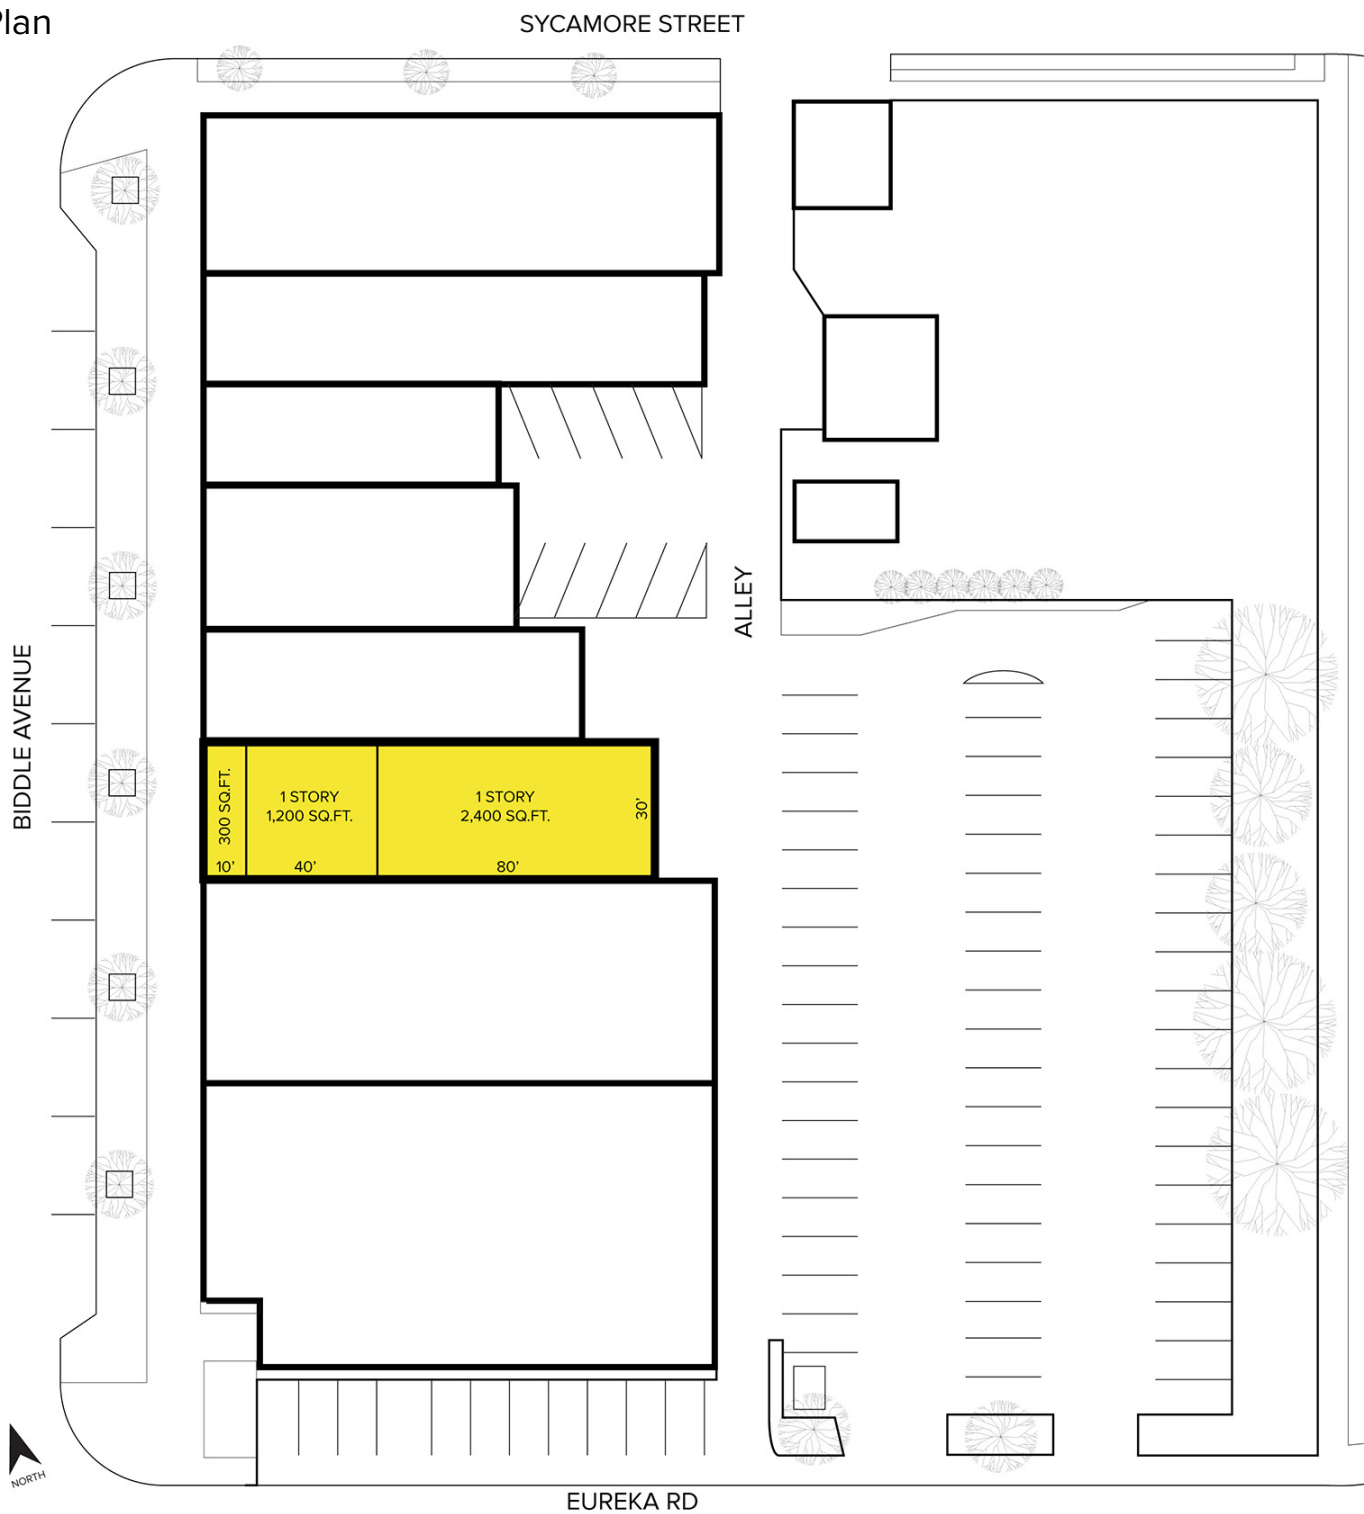 SYCAMORE STREET
ALLEY
BIDDLE AVENUE
300 SQ.FT.
10'
1 STORY
1,200 SQ.FT.
40'
1 STORY
2,400 SQ.FT.
80'
30'
NORTH
EUREKA RD